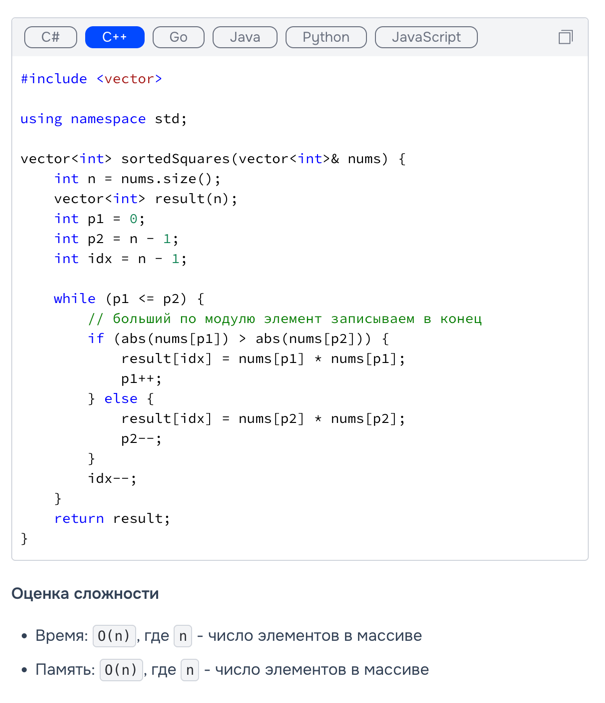 C# C++ Go Java Python JavaScript
#include <vector>
using namespace std;
vector<int> sortedSquares(vector<int>& nums) {
    int n = nums.size();
    vector<int> result(n);
    int p1 = 0;
    int p2 = n - 1;
    int idx = n - 1;
    while (p1 <= p2) {
        // больший по модулю элемент записываем в конец
        if (abs(nums[p1]) > abs(nums[p2])) {
            result[idx] = nums[p1] * nums[p1];
            p1++;
        } else {
            result[idx] = nums[p2] * nums[p2];
            p2--;
        }
        idx--;
    }
    return result;
}
Оценка сложности
• Время: O(n), где n - число элементов в массиве
• Память: O(n), где n - число элементов в массиве